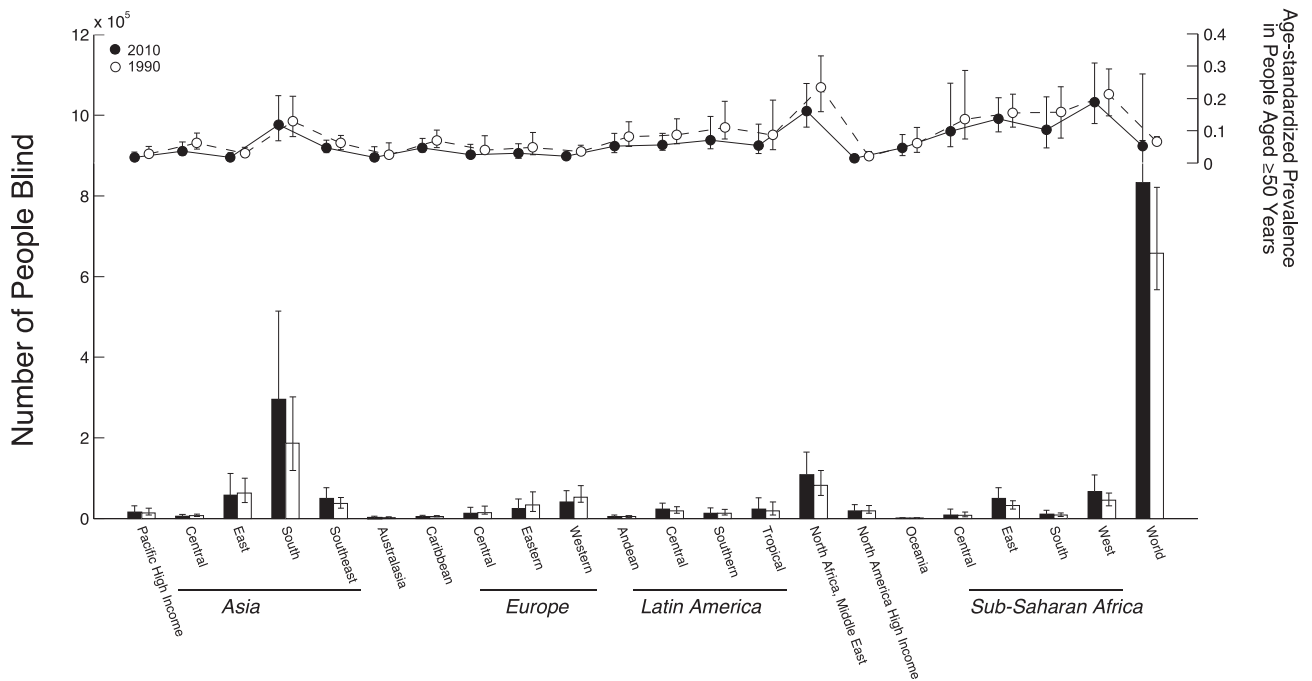 x 10⁵
12
10
8
6
4
2
0
Number of People Blind
2010
1990
0.4
0.3
0.2
0.1
0
Age-standardized Prevalence
in People Aged ≥50 Years
Pacific High Income
Central
East
South
Southeast
Australasia
Caribbean
Central
Eastern
Western
Andean
Central
Southern
Tropical
North Africa, Middle East
North America High Income
Oceania
Central
East
South
West
World
Asia
Europe
Latin America
Sub-Saharan Africa